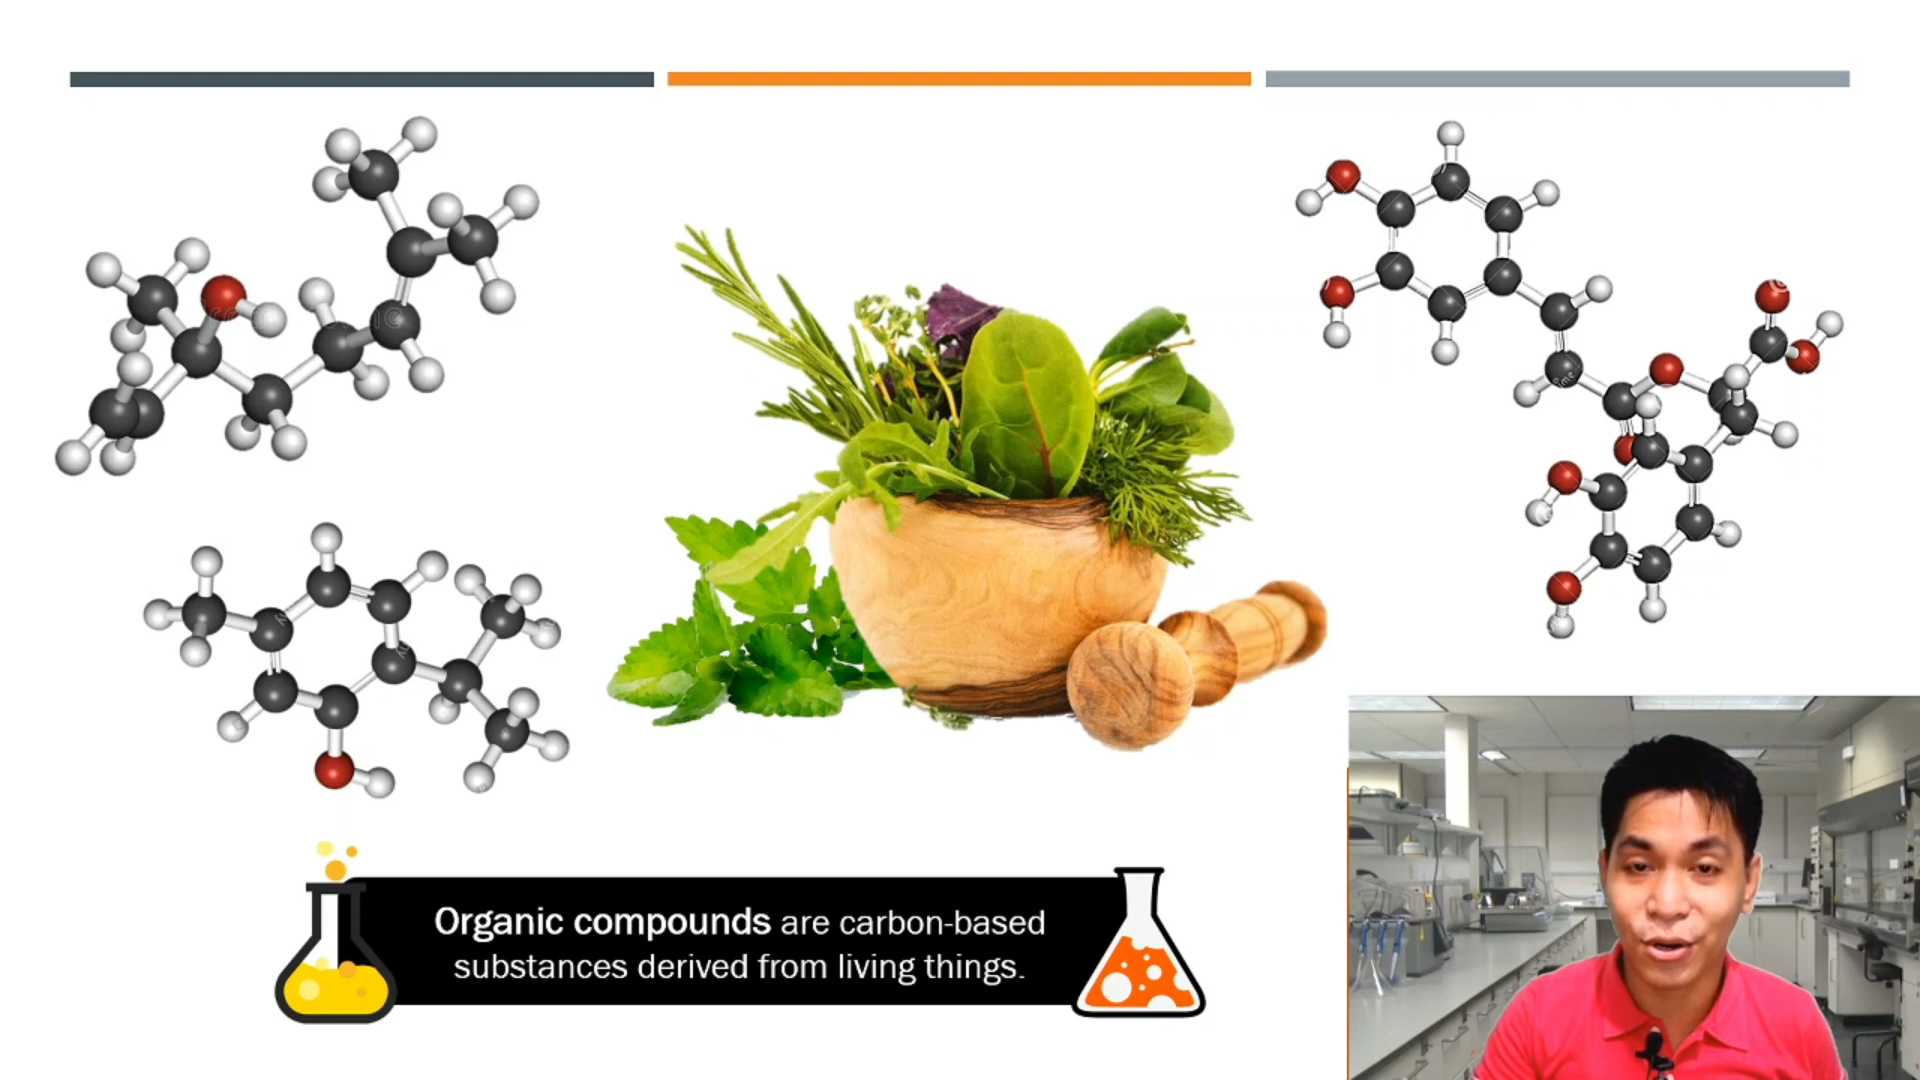 Organic compounds are carbon-based
substances derived from living things.